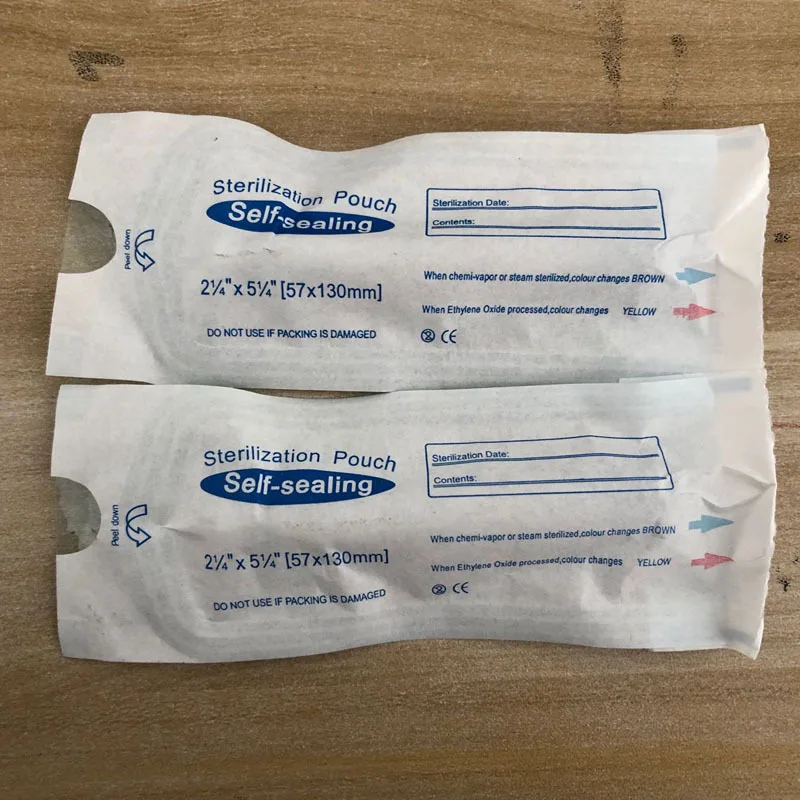 Sterilization Pouch
Self-sealing
Peel down
2¼" x 5¼" [57x130mm]
DO NOT USE IF PACKING IS DAMAGED
Sterilization Date:
Contents:
When chemi-vapor or steam sterilized,colour changes BROWN
When Ethylene Oxide processed,colour changes YELLOW
2 CE
Sterilization Pouch
Self-sealing
Peel down
2¼" x 5¼" [57x130mm]
DO NOT USE IF PACKING IS DAMAGED
Sterilization Date:
Contents:
When chemi-vapor or steam sterilized,colour changes BROWN
When Ethylene Oxide processed,colour changes YELLOW
2 CE